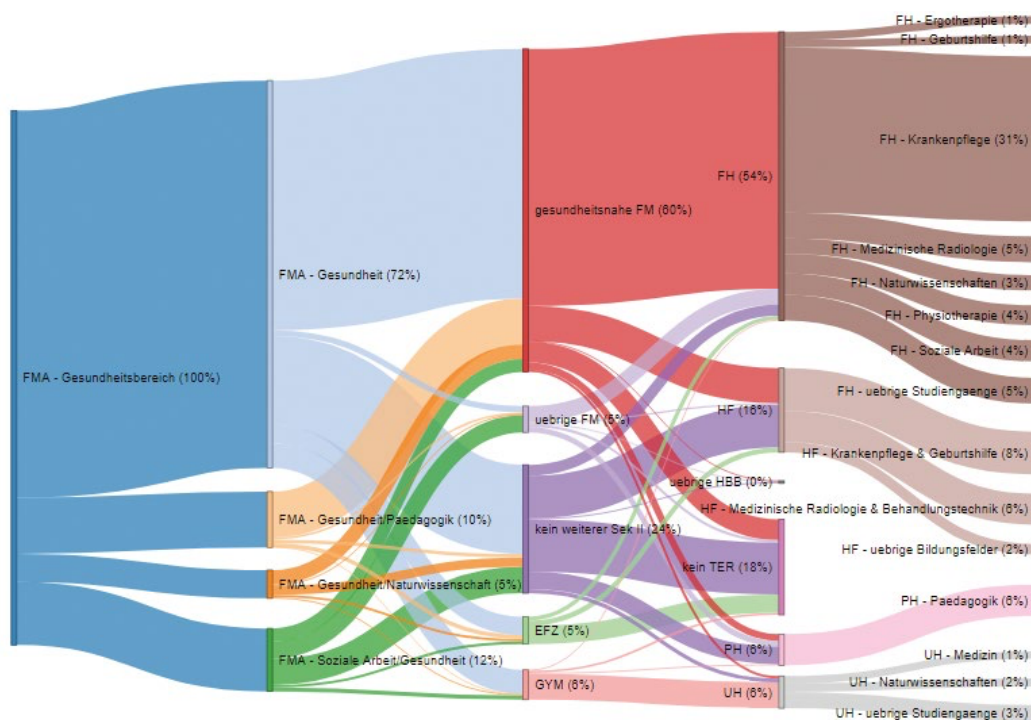 FMA - Gesundheitsbereich (100%)
FMA - Gesundheit (72%)
FMA - Gesundheit/Paedagogik (10%)
FMA - Gesundheit/Naturwissenschaft (5%)
FMA - Soziale Arbeit/Gesundheit (12%)
gesundheitsnahe FM (60%)
uebrige FM (5%)
kein weiterer Sek II (24%)
EFZ (5%)
GYM (6%)
FH (54%)
HF (16%)
uebrige HBB (0%)
kein TER (18%)
PH (6%)
UH (6%)
FH - Ergotherapie (1%)
FH - Geburtshilfe (1%)
FH - Krankenpflege (31%)
FH - Medizinische Radiologie (5%)
FH - Naturwissenschaften (3%)
FH - Physiotherapie (4%)
FH - Soziale Arbeit (4%)
FH - uebrige Studiengaenge (5%)
HF - Krankenpflege & Geburtshilfe (8%)
HF - Medizinische Radiologie & Behandlungstechnik (6%)
HF - uebrige Bildungsfelder (2%)
PH - Paedagogik (6%)
UH - Medizin (1%)
UH - Naturwissenschaften (2%)
UH - uebrige Studiengaenge (3%)